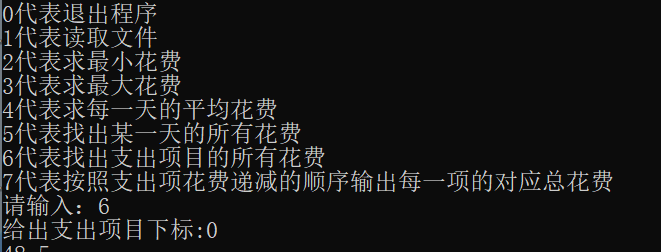 0代表退出程序
1代表读取文件
2代表求最小花费
3代表求最大花费
4代表求每一天的平均花费
5代表找出某一天的所有花费
6代表找出支出项目的所有花费
7代表按照支出项花费递减的顺序输出每一项的对应总花费
请输入：6
给出支出项目下标:0
48.5